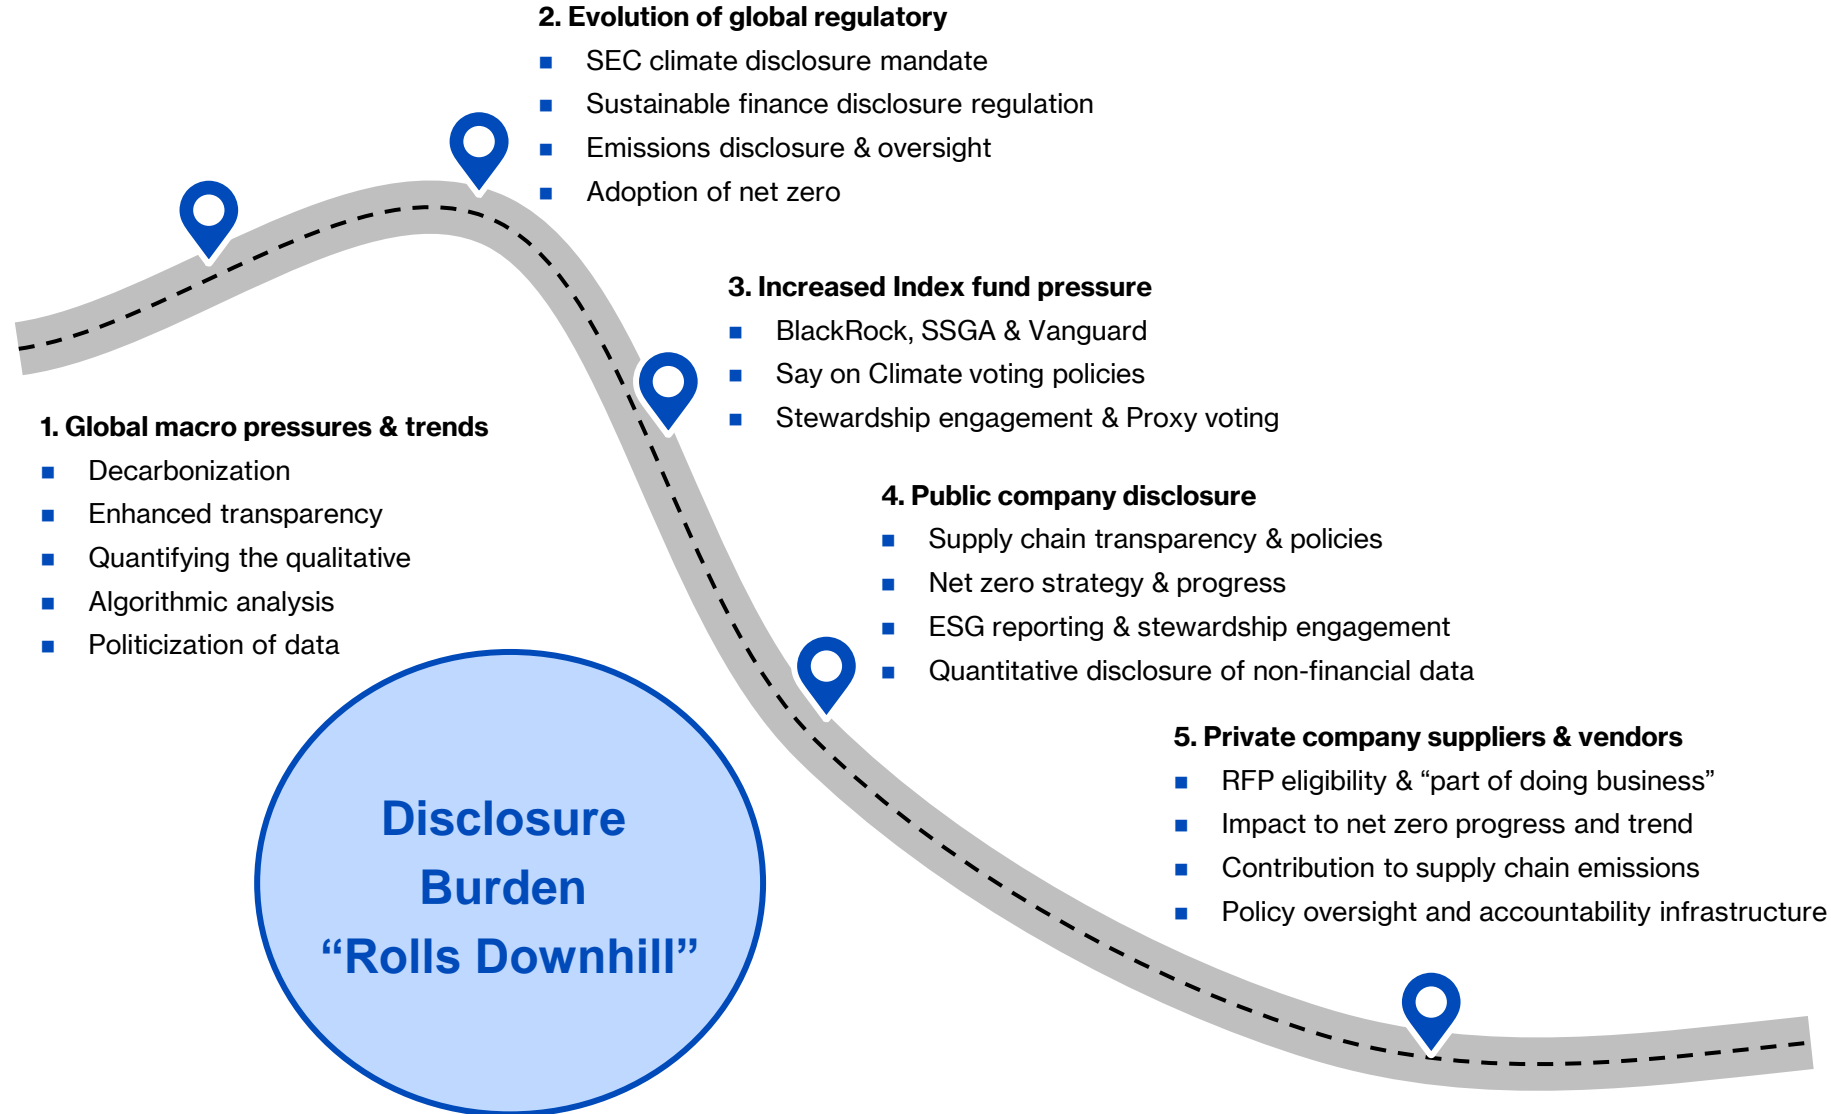 2. Evolution of global regulatory
SEC climate disclosure mandate
Sustainable finance disclosure regulation
Emissions disclosure & oversight
Adoption of net zero
3. Increased Index fund pressure
BlackRock, SSGA & Vanguard
Say on Climate voting policies
Stewardship engagement & Proxy voting
1. Global macro pressures & trends
Decarbonization
Enhanced transparency
Quantifying the qualitative
Algorithmic analysis
Politicization of data
4. Public company disclosure
Supply chain transparency & policies
Net zero strategy & progress
ESG reporting & stewardship engagement
Quantitative disclosure of non-financial data
5. Private company suppliers & vendors
RFP eligibility & “part of doing business”
Impact to net zero progress and trend
Contribution to supply chain emissions
Policy oversight and accountability infrastructure
Disclosure
Burden
“Rolls Downhill”